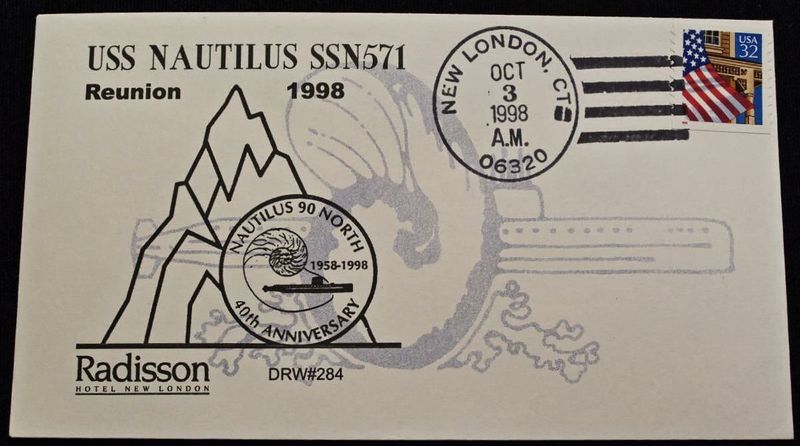 USS NAUTILUS SSN571
Reunion 1998
NEW LONDON, CT
OCT
3
1998
A.M.
06320
USA
32
NAUTILUS 90 NORTH
1958-1998
40th ANNIVERSARY
Radisson
HOTEL NEW LONDON
DRW#284